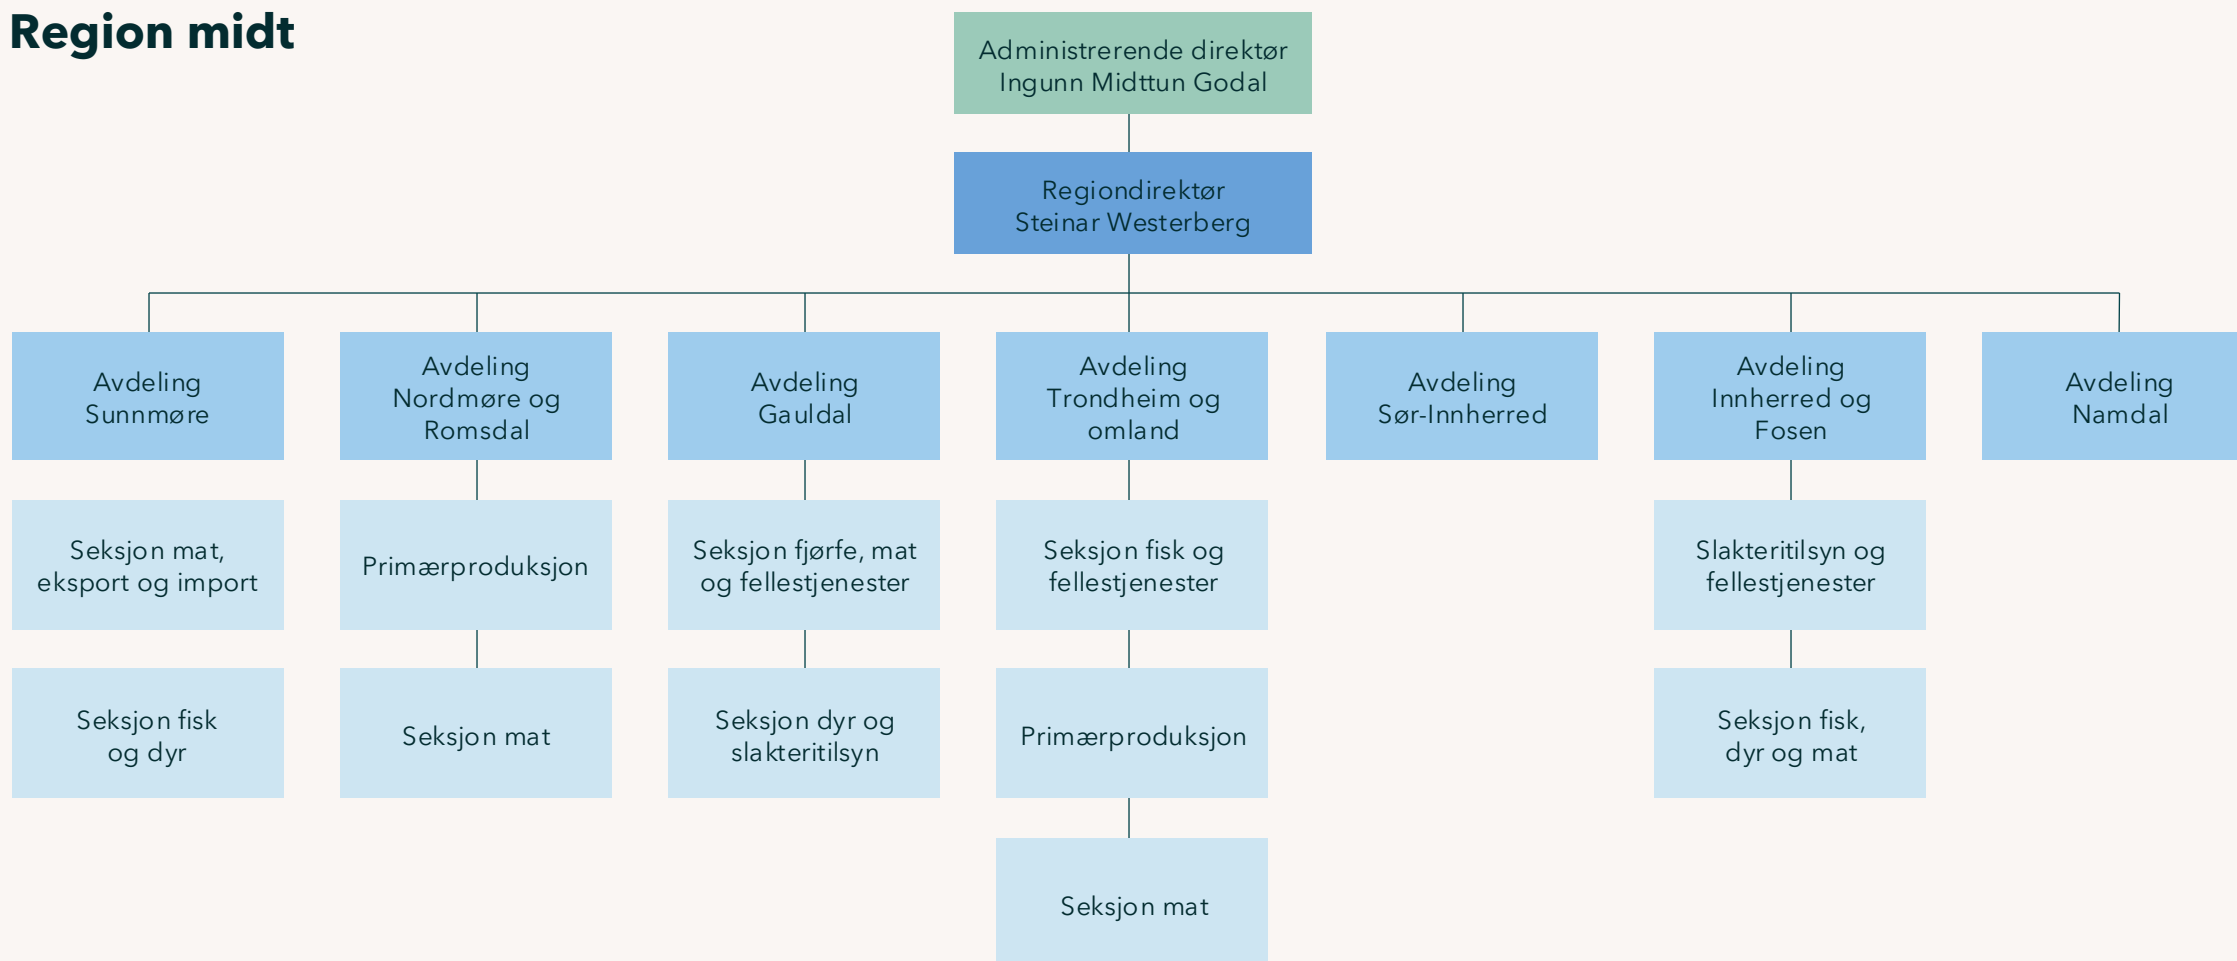 Region midt
Administrerende direktør
Ingunn Midttun Godal
Regiondirektør
Steinar Westerberg
Avdeling
Sunnmøre
Avdeling
Nordmøre og
Romsdal
Avdeling
Gauldal
Avdeling
Trondheim og
omland
Avdeling
Sør-Innherred
Avdeling
Innherred og
Fosen
Avdeling
Namdal
Seksjon mat,
eksport og import
Primærproduksjon
Seksjon fjørfe, mat
og fellestjenester
Seksjon fisk og
fellestjenester
Slakteritilsyn og
fellestjenester
Seksjon fisk
og dyr
Seksjon mat
Seksjon dyr og
slakteritilsyn
Primærproduksjon
Seksjon fisk,
dyr og mat
Seksjon mat